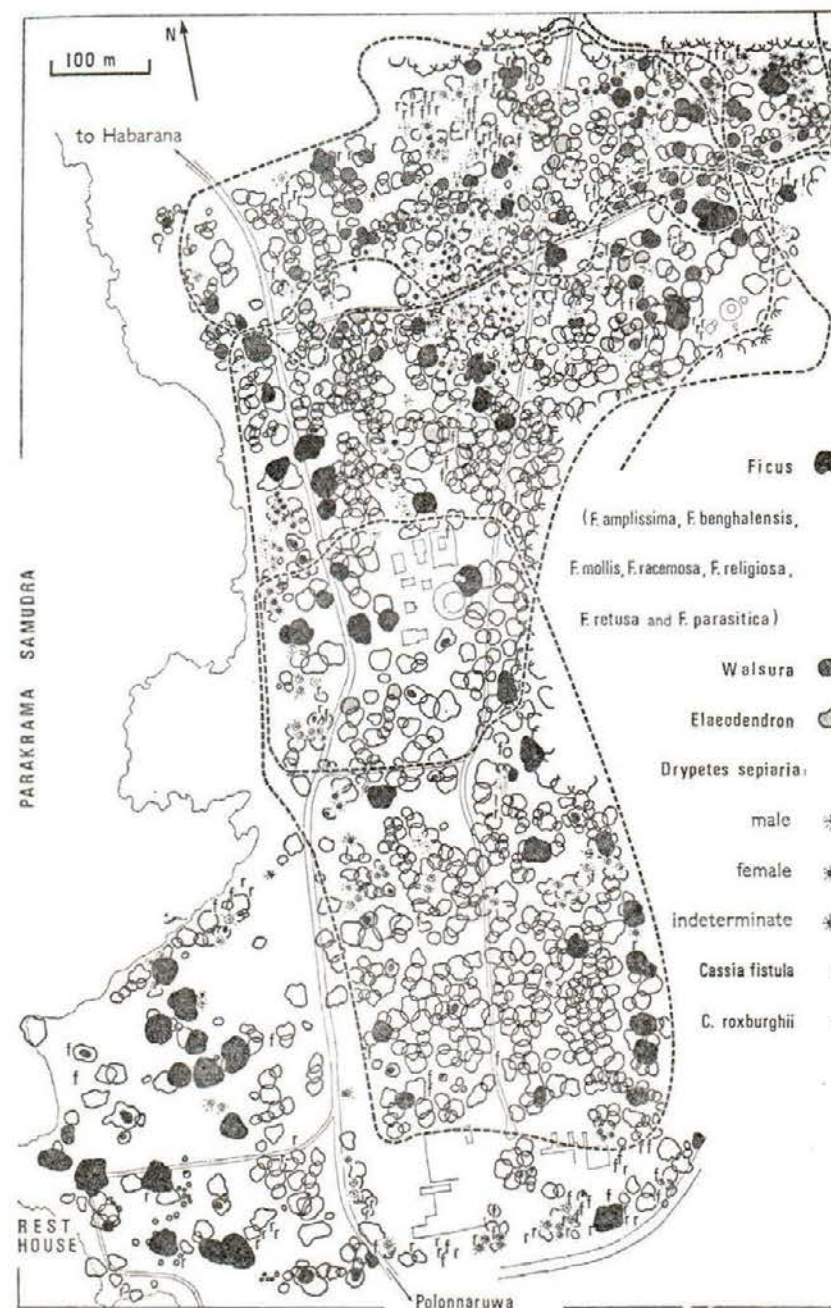 N
100 m
to Habarana
PARAKRAMA SAMUDRA
Ficus
(F. amplissima, F. benghalensis,
F. mollis, F. racemosa, F. religiosa,
F. retusa and F. parasitica)
Walsura
Elaeodendron
Drypetes sepiaria:
male
female
indeterminate
Cassia fistula
C. roxburghii
REST
HOUSE
Polonnaruwa